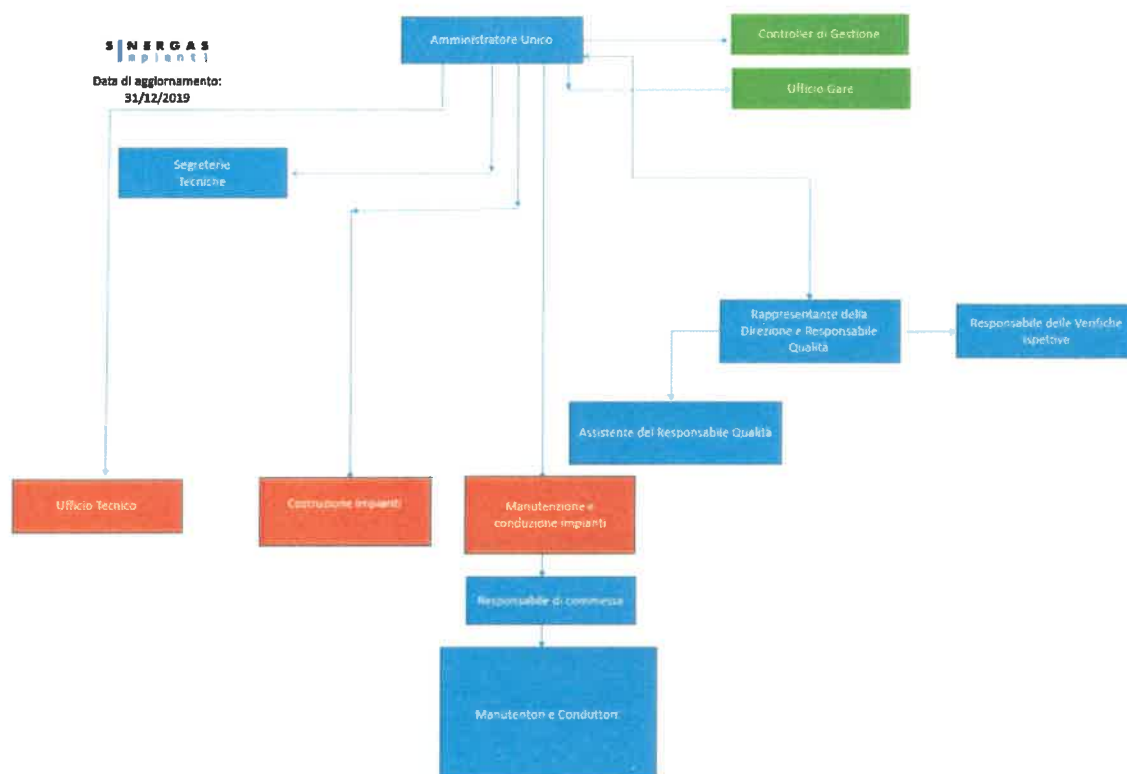 SINERGAS
Impianti
Data di aggiornamento:
31/12/2019
Amministratore Unico
Controller di Gestione
Ufficio Gare
Segreterie
Tecniche
Rappresentante della
Direzione e Responsabile
Qualità
Responsabile delle Verifiche
Ispettive
Assistente del Responsabile Qualità
Ufficio Tecnico
Costruzione Impianti
Manutenzione e
conduzione impianti
Responsabile di commessa
Manutentori e Conduttori